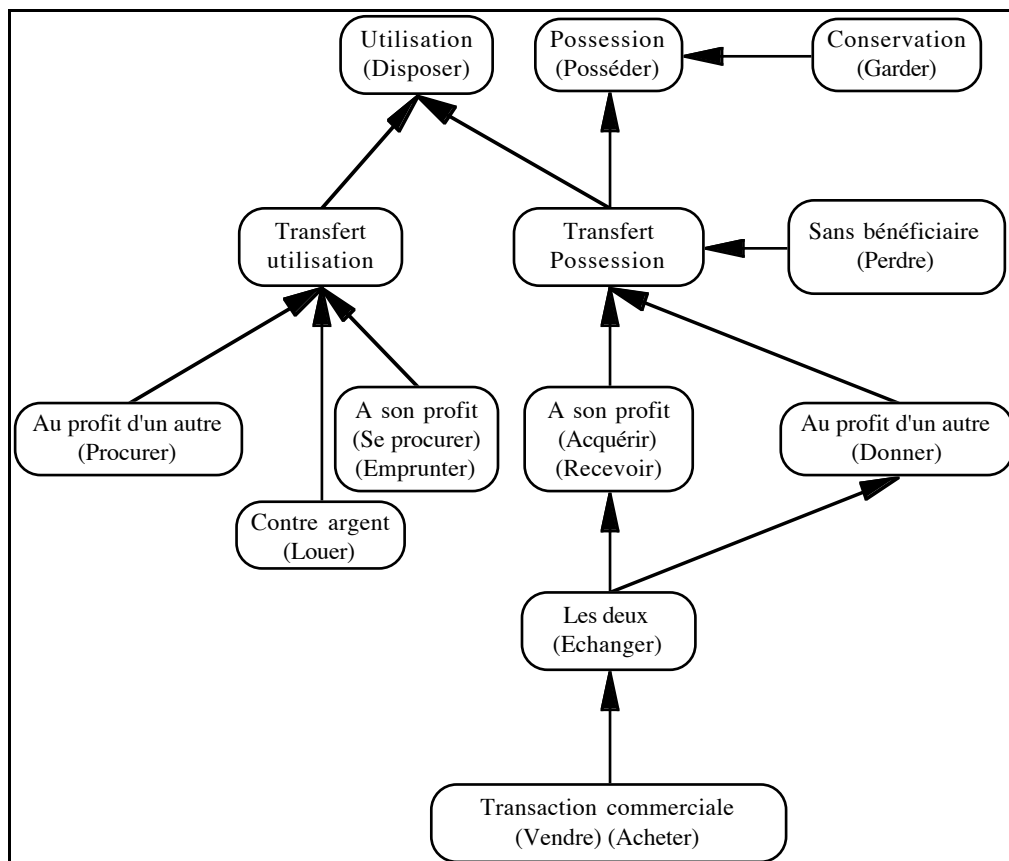 Utilisation
(Disposer)
Possession
(Posséder)
Conservation
(Garder)
Transfert
utilisation
Transfert
Possession
Sans bénéficiaire
(Perdre)
Au profit d'un autre
(Procurer)
A son profit
(Se procurer)
(Emprunter)
A son profit
(Acquérir)
(Recevoir)
Au profit d'un autre
(Donner)
Contre argent
(Louer)
Les deux
(Echanger)
Transaction commerciale
(Vendre) (Acheter)